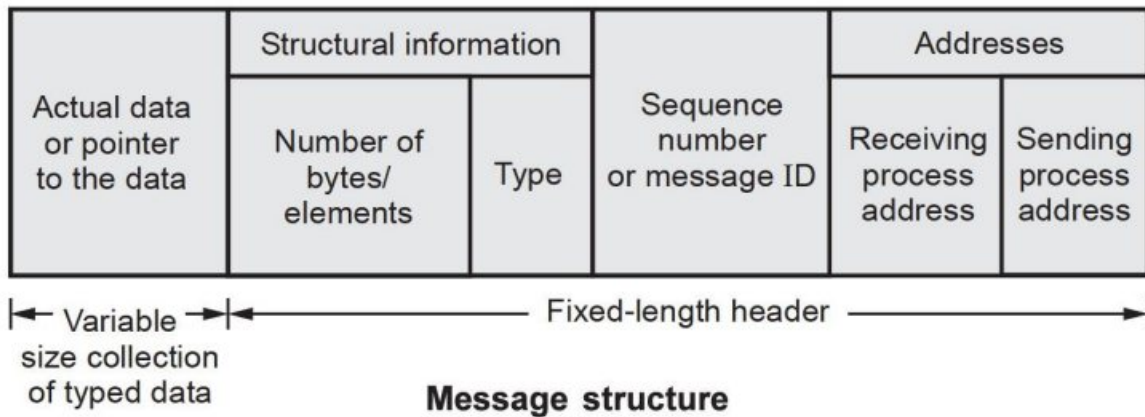 Structural information
Addresses
Actual data
or pointer
to the data
Number of
bytes/
elements
Type
Sequence
number
or message ID
Receiving
process
address
Sending
process
address
Variable
size collection
of typed data
Fixed-length header
Message structure